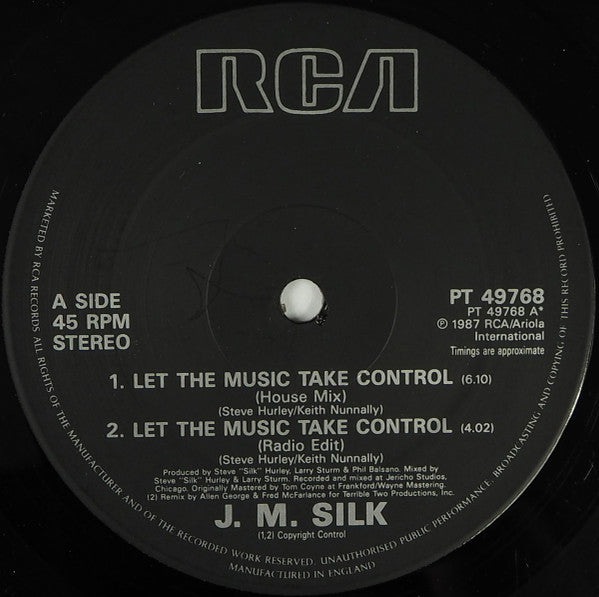 RCA
A SIDE
45 RPM
STEREO
PT 49768
PT 49768 A*
℗ 1987 RCA/Ariola
International
Timings are approximate
1. LET THE MUSIC TAKE CONTROL (6.10)
(House Mix)
(Steve Hurley/Keith Nunnally)
2. LET THE MUSIC TAKE CONTROL (4.02)
(Radio Edit)
(Steve Hurley/Keith Nunnally)
Produced by Steve "Silk" Hurley, Larry Sturm & Phil Balsano. Mixed by
Steve "Silk" Hurley & Larry Sturm. Recorded and mixed at Jericho Studios,
Chicago. Originally Mastered by Tom Coyne at Frankford/Wayne Mastering.
(2) Remix by Allen George & Fred McFarlance for Terrible Two Productions, Inc.
J. M. SILK
(1,2) Copyright Control
MARKETED BY RCA RECORDS ALL RIGHTS OF THE MANUFACTURER AND OF THE RECORDED WORK RESERVED. UNAUTHORISED PUBLIC PERFORMANCE, BROADCASTING AND COPYING OF THIS RECORD PROHIBITED
MANUFACTURED IN ENGLAND